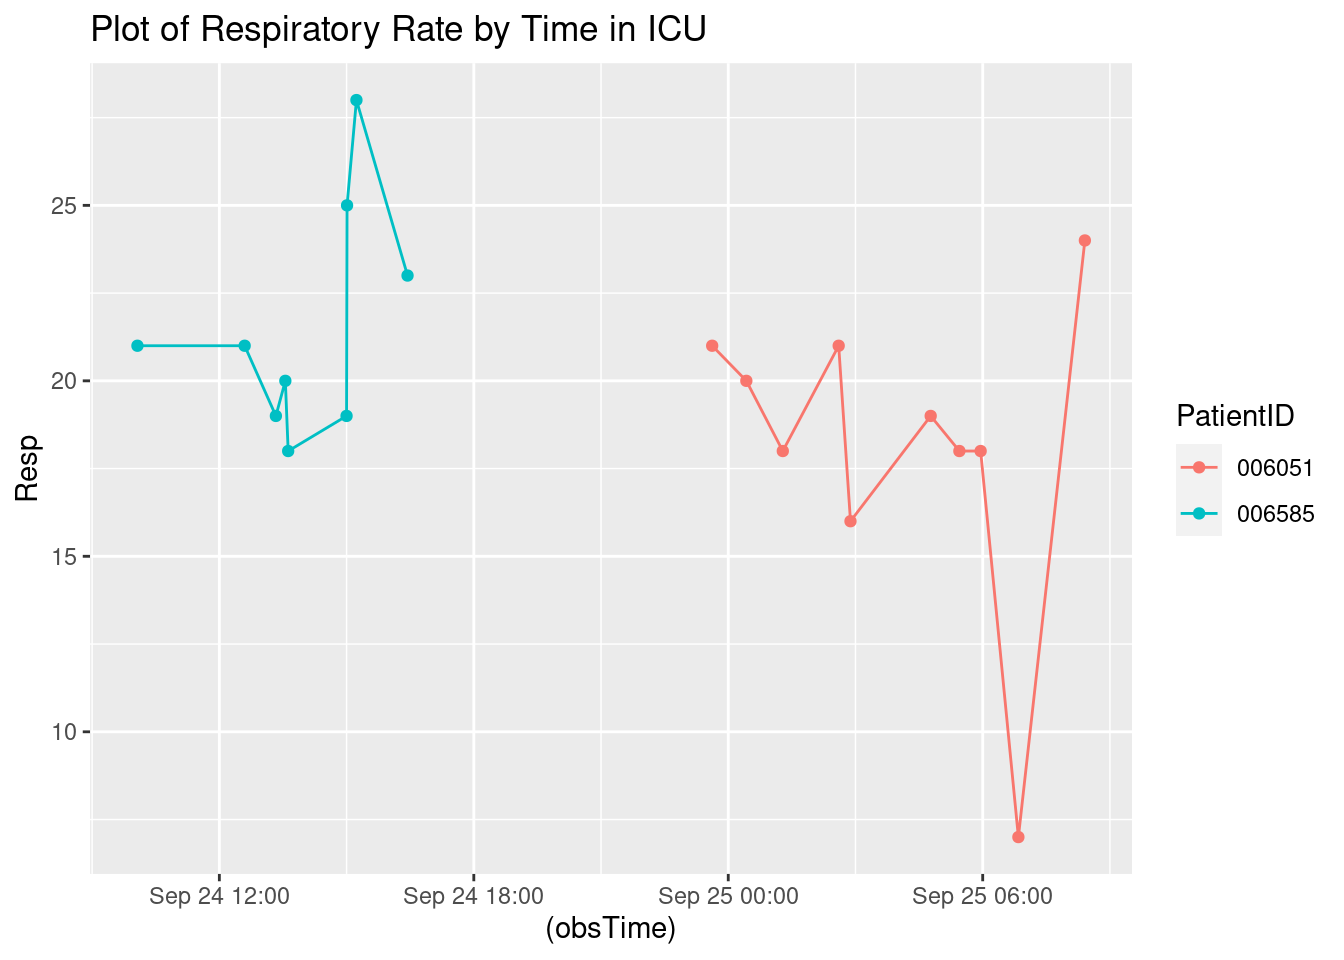 Plot of Respiratory Rate by Time in ICU
Resp
25
20
15
10
Sep 24 12:00
Sep 24 18:00
Sep 25 00:00
Sep 25 06:00
(obsTime)
PatientID
006051
006585